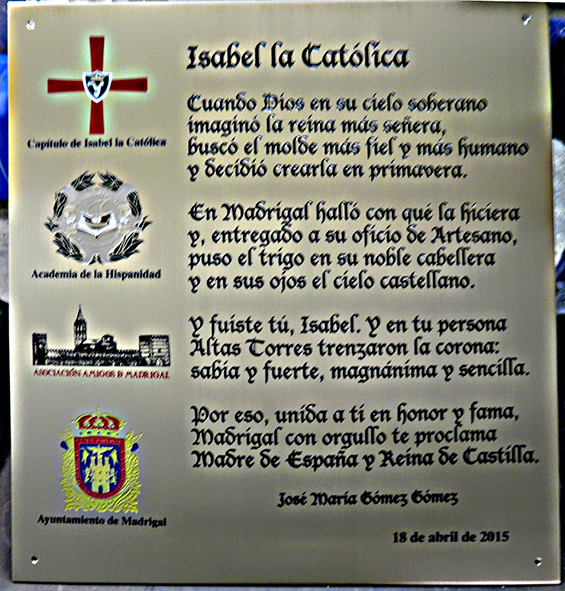 Isabel la Católica
Cuando Dios en su cielo soberano
imaginó la reina más señera,
buscó el molde más fiel y más humano
y decidió crearla en primavera.
En Madrigal halló con qué la hiciera
y, entregado a su oficio de Artesano,
puso el trigo en su noble cabellera
y en sus ojos el cielo castellano.
Y fuiste tú, Isabel. Y en tu persona
Altas Torres trenzaron la corona:
sabia y fuerte, magnánima y sencilla.
Por eso, unida a ti en honor y fama,
Madrigal con orgullo te proclama
Madre de España y Reina de Castilla.
José María Gómez Gómez
18 de abril de 2015
Capítulo de Isabel la Católica
Academia de la Hispanidad
ASOCIACIÓN AMIGOS D MADRIGAL
Ayuntamiento de Madrigal